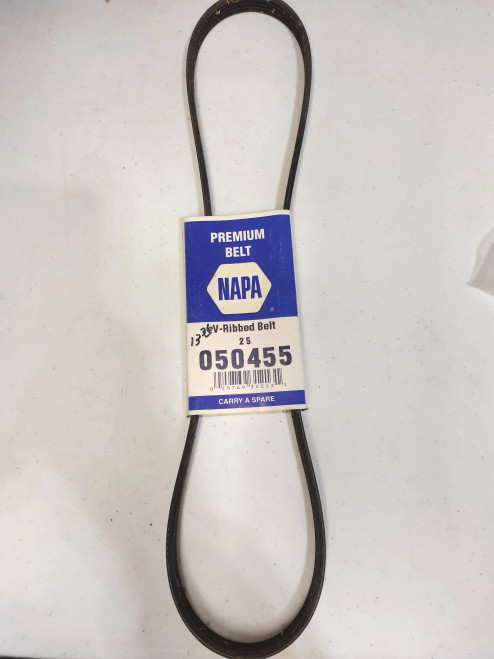 PREMIUM
BELT
NAPA
®
V-Ribbed Belt
25
050455
CARRY A SPARE